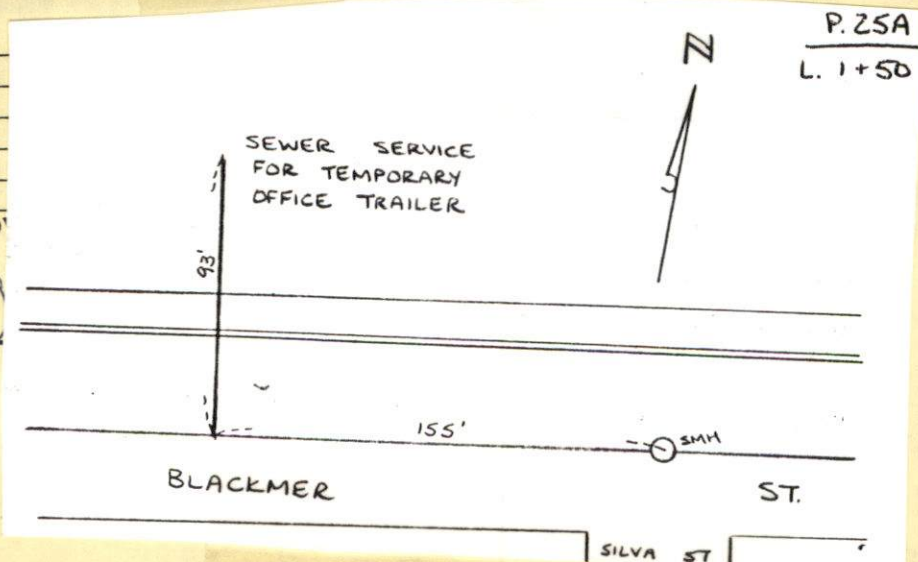 P. 25A
L. 1+50
N
SEWER SERVICE
FOR TEMPORARY
OFFICE TRAILER
93'
155'
SMH
BLACKMER
ST.
SILVA ST